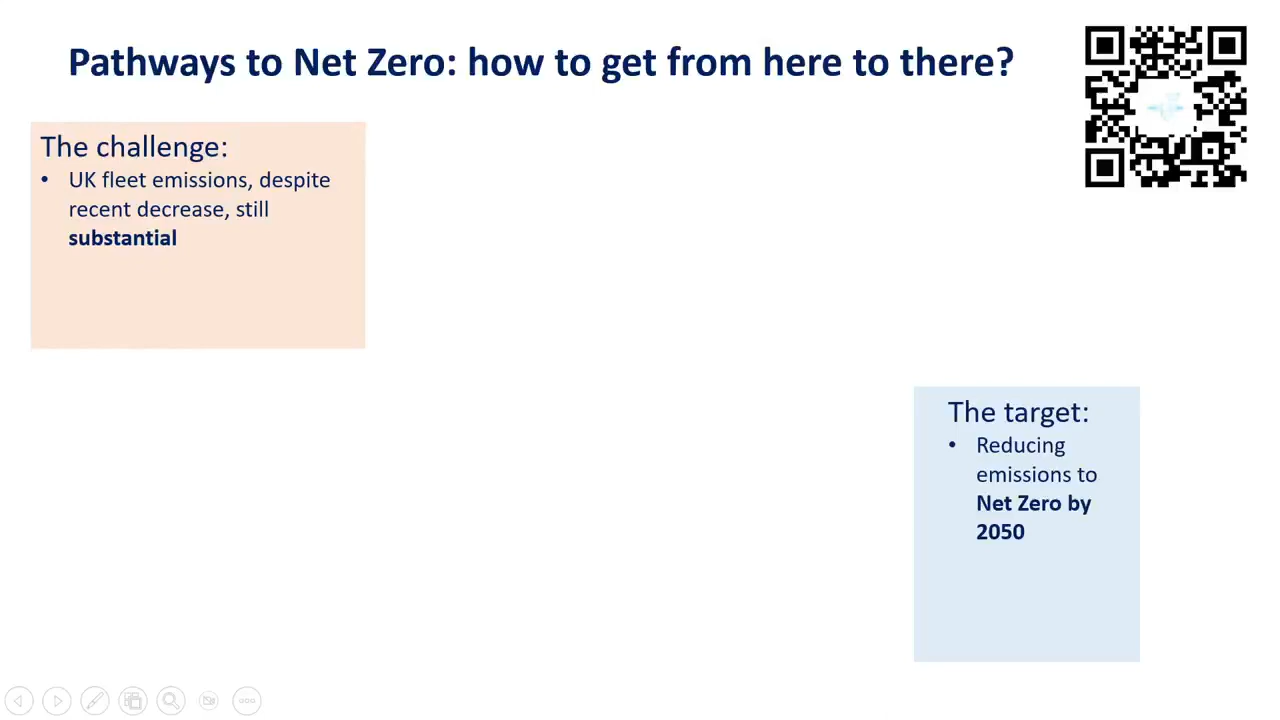 Pathways to Net Zero: how to get from here to there?
The challenge:
• UK fleet emissions, despite
recent decrease, still
substantial
The target:
• Reducing
emissions to
Net Zero by
2050